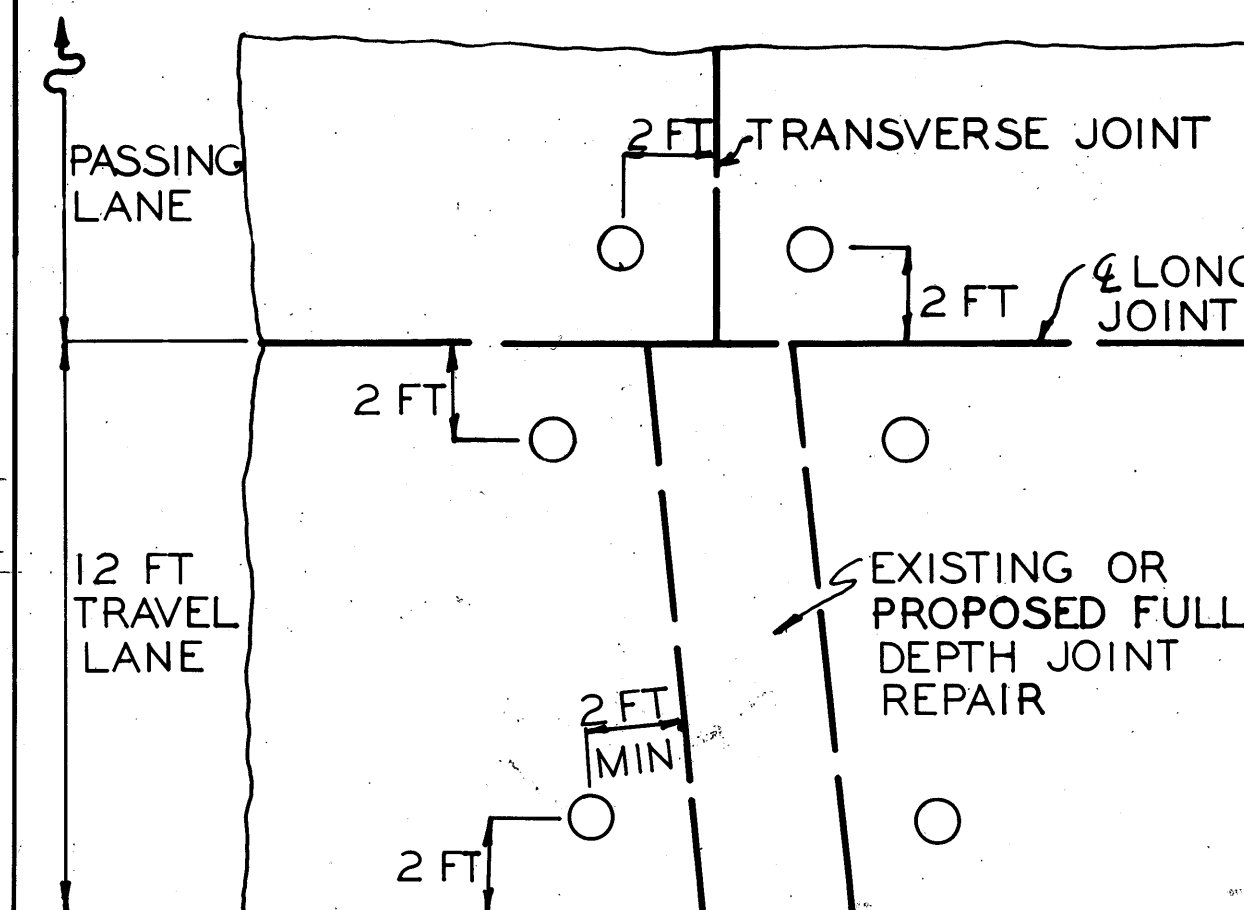 PASSING
LANE
2 FT
TRANSVERSE JOINT
2 FT
℄ LONG
JOINT
2 FT
12 FT
TRAVEL
LANE
EXISTING OR
PROPOSED FULL
DEPTH JOINT
REPAIR
2 FT
MIN
2 FT